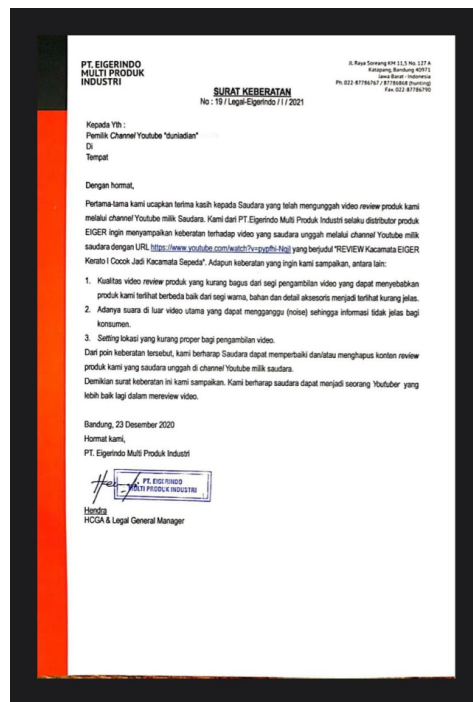 PT. EIGERINDO
MULTI PRODUK
INDUSTRI
JL Raya Soreang KM 11,5 No. 127 A
Katapang, Bandung 40971
Jawa Barat - Indonesia
Ph. 022-87786767 / 87786868 (hunting)
Fax. 022-87786790
SURAT KEBERATAN
No : 19 / Legal-Eigerindo / I / 2021
Kepada Yth :
Pemilik Channel Youtube "duniadian"
Di
Tempat
Dengan hormat,
Pertama-tama kami ucapkan terima kasih kepada Saudara yang telah mengunggah video review produk kami
melalui channel Youtube milik Saudara. Kami dari PT.Eigerindo Multi Produk Industri selaku distributor produk
EIGER ingin menyampaikan keberatan terhadap video yang saudara unggah melalui channel Youtube milik
saudara dengan URL https://www.youtube.com/watch?v=pypfhi-Nqjl yang berjudul "REVIEW Kacamata EIGER
Kerato I Cocok Jadi Kacamata Sepeda". Adapun keberatan yang ingin kami sampaikan, antara lain:
1. Kualitas video review produk yang kurang bagus dari segi pengambilan video yang dapat menyebabkan
produk kami terlihat berbeda baik dari segi warna, bahan dan detail aksesoris menjadi terlihat kurang jelas.
2. Adanya suara di luar video utama yang dapat mengganggu (noise) sehingga informasi tidak jelas bagi
konsumen.
3. Setting lokasi yang kurang proper bagi pengambilan video.
Dari poin keberatan tersebut, kami berharap Saudara dapat memperbaiki dan/atau menghapus konten review
produk kami yang saudara unggah di channel Youtube milik saudara.
Demikian surat keberatan ini kami sampaikan. Kami berharap saudara dapat menjadi seorang Youtuber yang
lebih baik lagi dalam mereview video.
Bandung, 23 Desember 2020
Hormat kami,
PT. Eigerindo Multi Produk Industri
PT. EIGERINDO
MULTI PRODUK INDUSTRI
Hendra
HCGA & Legal General Manager